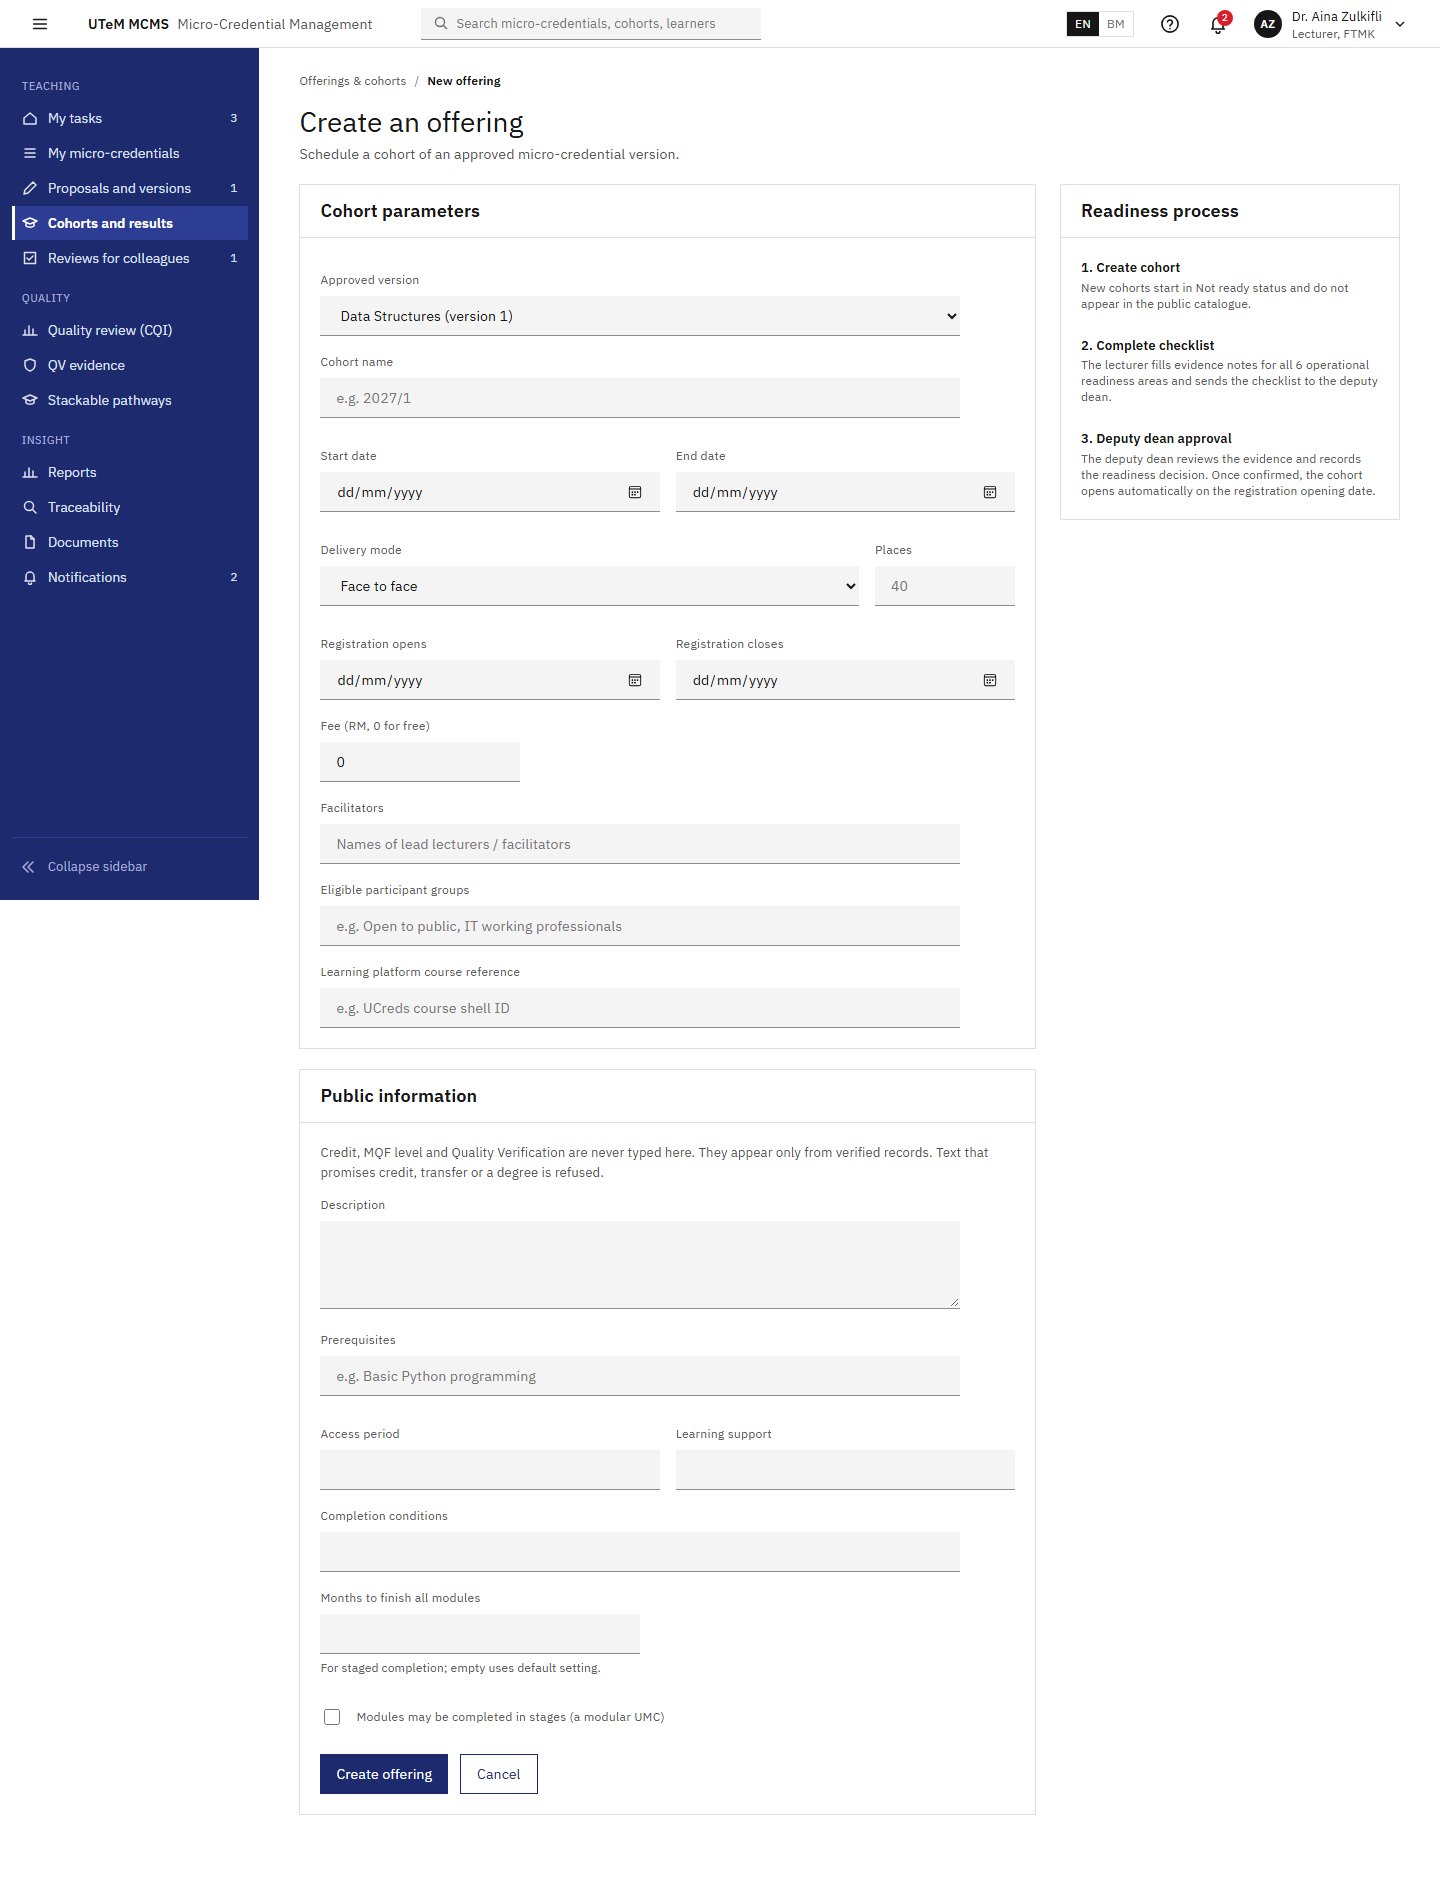 UTeM MCMS Micro-Credential Management
Search micro-credentials, cohorts, learners
EN BM
2
AZ
Dr. Aina Zulkifli
Lecturer, FTMK
TEACHING
My tasks 3
My micro-credentials
Proposals and versions 1
Cohorts and results
Reviews for colleagues 1
QUALITY
Quality review (CQI)
QV evidence
Stackable pathways
INSIGHT
Reports
Traceability
Documents
Notifications 2
Collapse sidebar
Offerings & cohorts / New offering
Create an offering
Schedule a cohort of an approved micro-credential version.
Cohort parameters
Approved version
Data Structures (version 1)
Cohort name
e.g. 2027/1
Start date End date
dd/mm/yyyy dd/mm/yyyy
Delivery mode Places
Face to face 40
Registration opens Registration closes
dd/mm/yyyy dd/mm/yyyy
Fee (RM, 0 for free)
0
Facilitators
Names of lead lecturers / facilitators
Eligible participant groups
e.g. Open to public, IT working professionals
Learning platform course reference
e.g. UCreds course shell ID
Public information
Credit, MQF level and Quality Verification are never typed here. They appear only from verified records. Text that
promises credit, transfer or a degree is refused.
Description
Prerequisites
e.g. Basic Python programming
Access period Learning support
Completion conditions
Months to finish all modules
For staged completion; empty uses default setting.
Modules may be completed in stages (a modular UMC)
Create offering Cancel
Readiness process
1. Create cohort
New cohorts start in Not ready status and do not
appear in the public catalogue.
2. Complete checklist
The lecturer fills evidence notes for all 6 operational
readiness areas and sends the checklist to the deputy
dean.
3. Deputy dean approval
The deputy dean reviews the evidence and records
the readiness decision. Once confirmed, the cohort
opens automatically on the registration opening date.